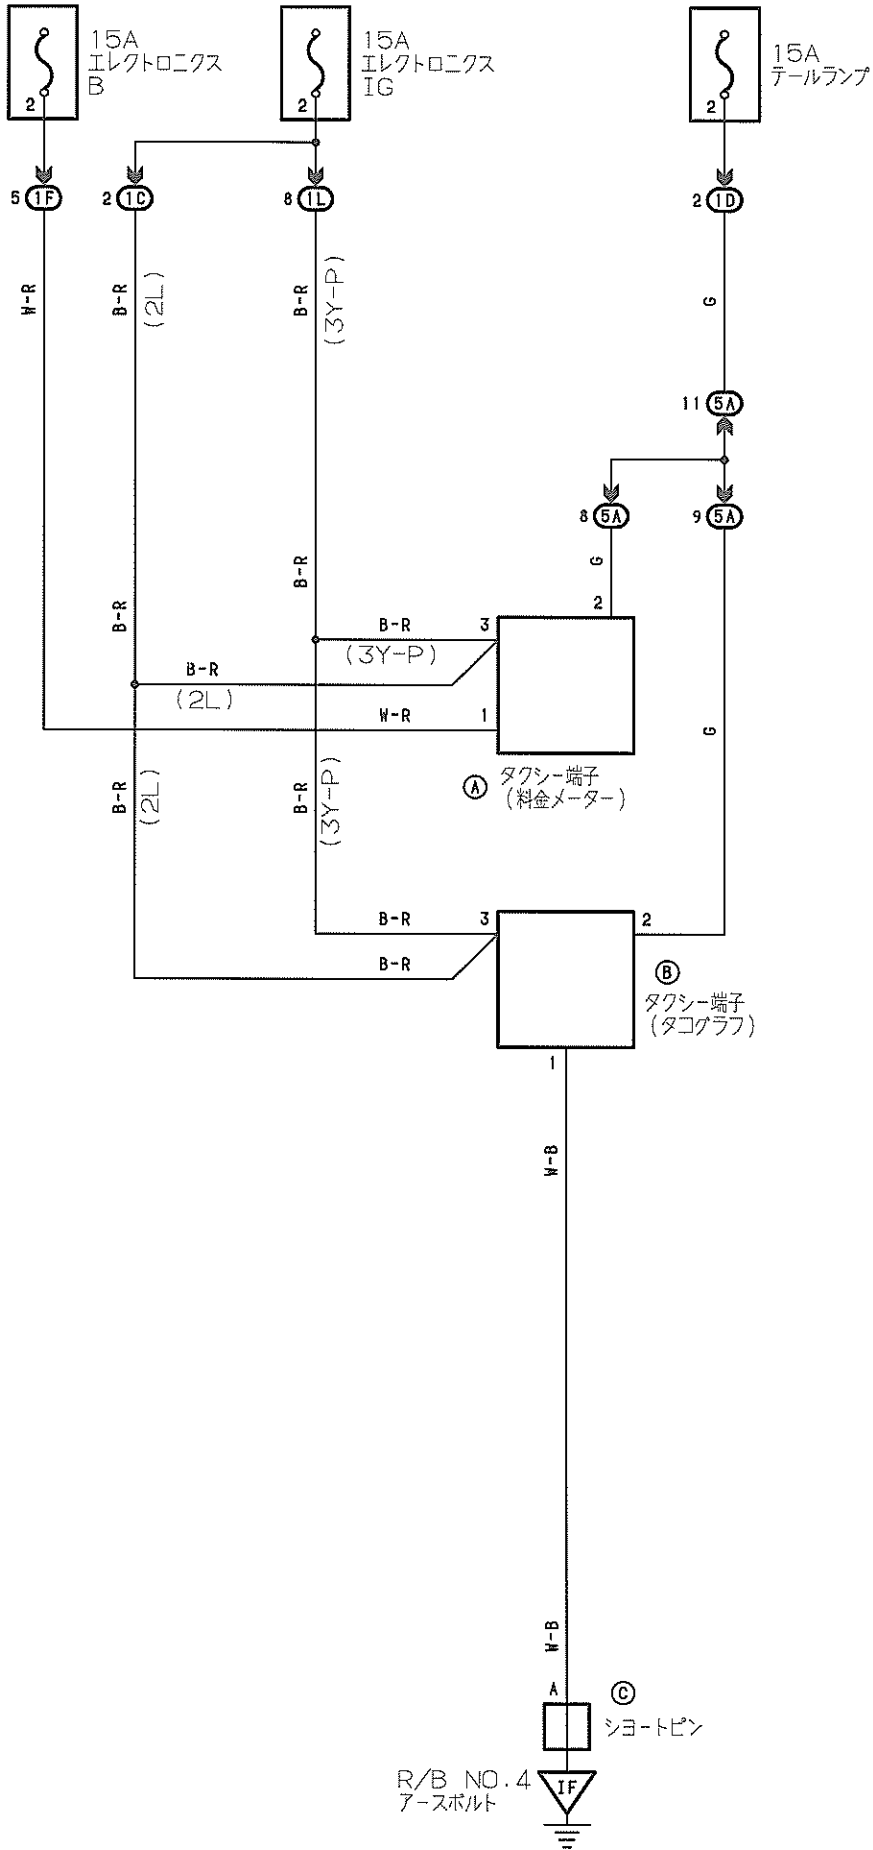 15A
エレクトロニクス
B
2
15A
エレクトロニクス
IG
2
15A
テールランプ
2
5 1F
2 1C
8 1L
2 1D
W-R
B-R
(2L)
B-R
(3Y-P)
G
11 5A
8 5A
9 5A
B-R
G
2
B-R
B-R
3
(3Y-P)
B-R
(2L)
W-R
1
G
A
タクシー端子
(料金メーター)
B-R
(2L)
B-R
(3Y-P)
B-R
3
2
B-R
B
タクシー端子
(タコグラフ)
1
W-B
W-B
A
C
シヨートピン
R/B NO.4
アースボルト
IF